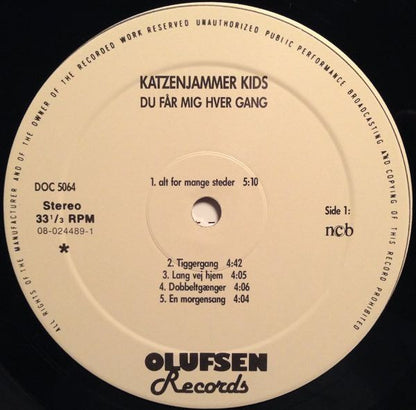 ALL RIGHTS OF THE MANUFACTURER AND OF THE OWNER OF THE RECORDED WORK RESERVED UNAUTHORIZED PUBLIC PERFORMANCE BROADCASTING AND COPYING OF THIS RECORD PROHIBITED
KATZENJAMMER KIDS
DU FÅR MIG HVER GANG
DOC 5064
Stereo
33 1/3 RPM
08-024489-1
*
1. alt for mange steder 5:10
Side 1:
ncb
2. Tiggergang 4:42
3. Lang vej hjem 4:05
4. Dobbeltgænger 4:06
5. En morgensang 4:04
OLUFSEN
Records